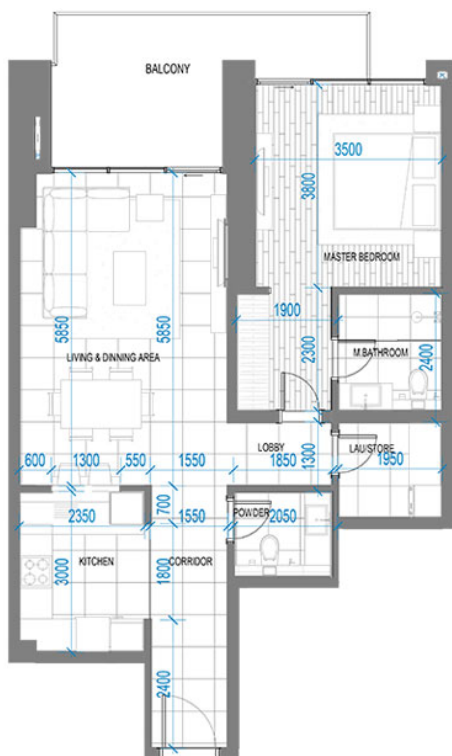 BALCONY
3500
3800
MASTER BEDROOM
5850
5850
1900
2300
M.BATHROOM
2400
LIVING & DINNING AREA
LOBBY
1300
LAU/STORE
600
1300
550
1550
1850
1950
700
2350
1550
POWDER
2050
KITCHEN
3000
CORRIDOR
1800
2400